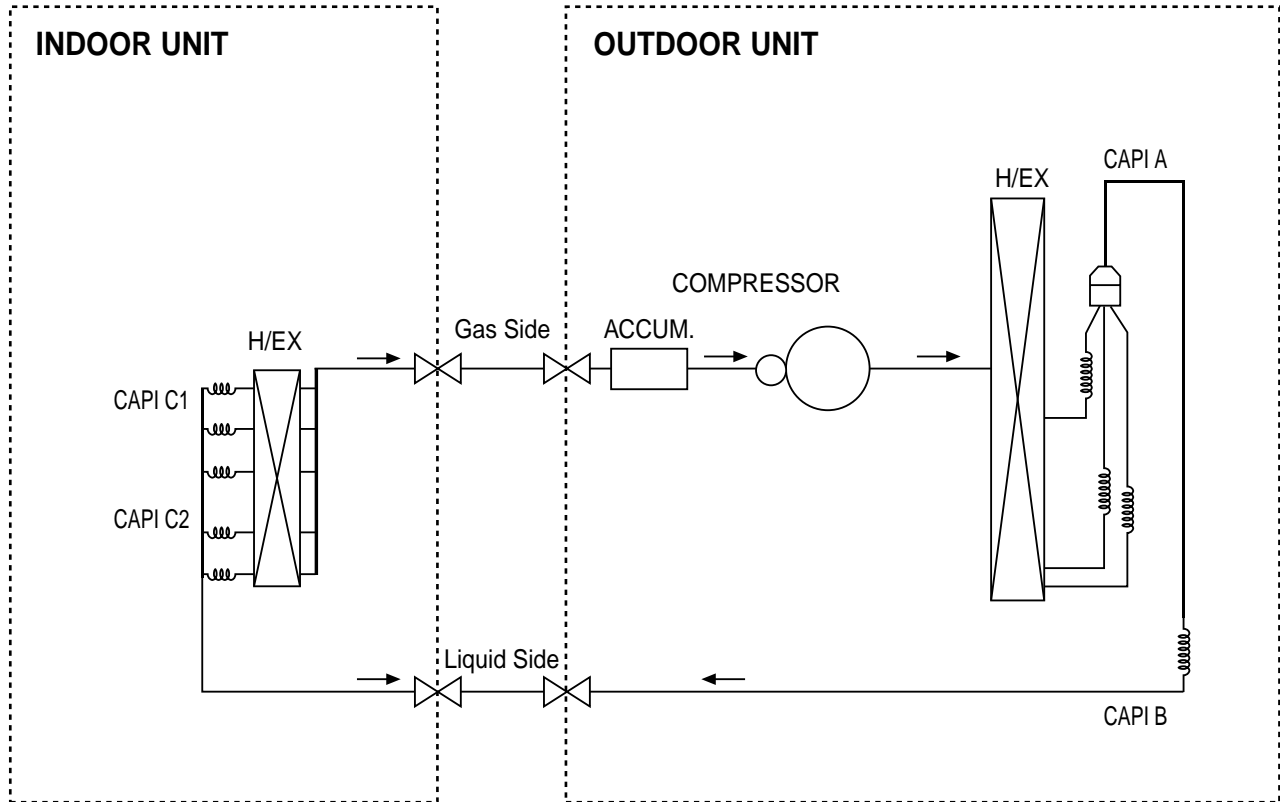 INDOOR UNIT
OUTDOOR UNIT
CAPI A
H/EX
COMPRESSOR
Gas Side
ACCUM.
H/EX
CAPI C1
CAPI C2
Liquid Side
CAPI B